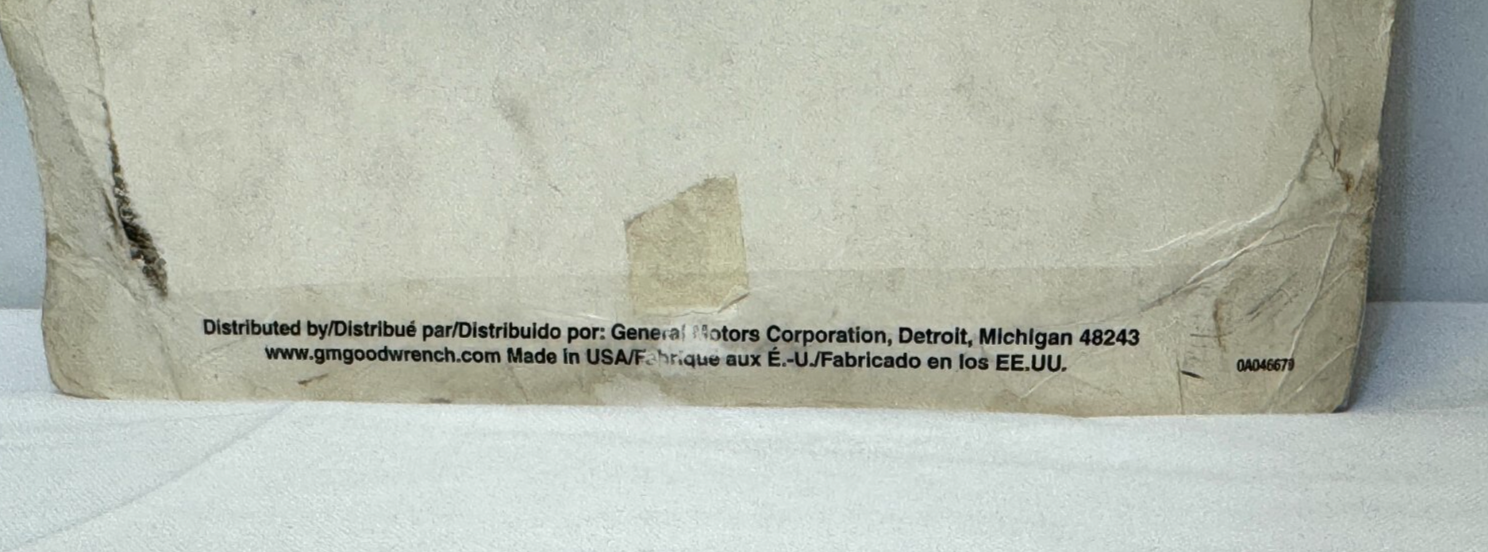 Distributed by/Distribué par/Distribuido por: General Motors Corporation, Detroit, Michigan 48243
www.gmgoodwrench.com Made in USA/Fabriqué aux É.-U./Fabricado en los EE.UU.
0A046679